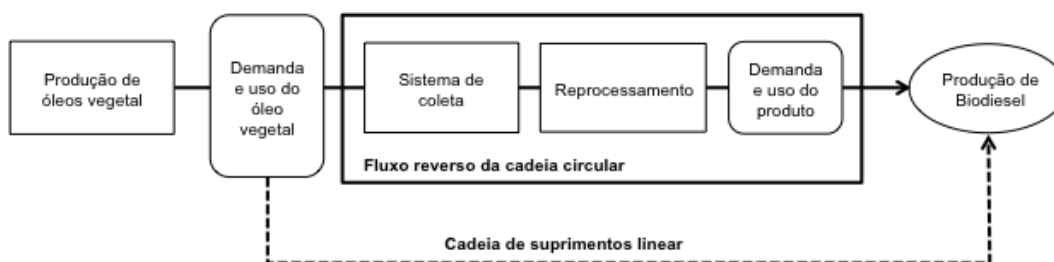 Produção de
óleos vegetal
Demanda
e uso do
óleo
vegetal
Sistema de
coleta
Reprocessamento
Demanda
e uso do
produto
Produção de
Biodiesel
Fluxo reverso da cadeia circular
Cadeia de suprimentos linear